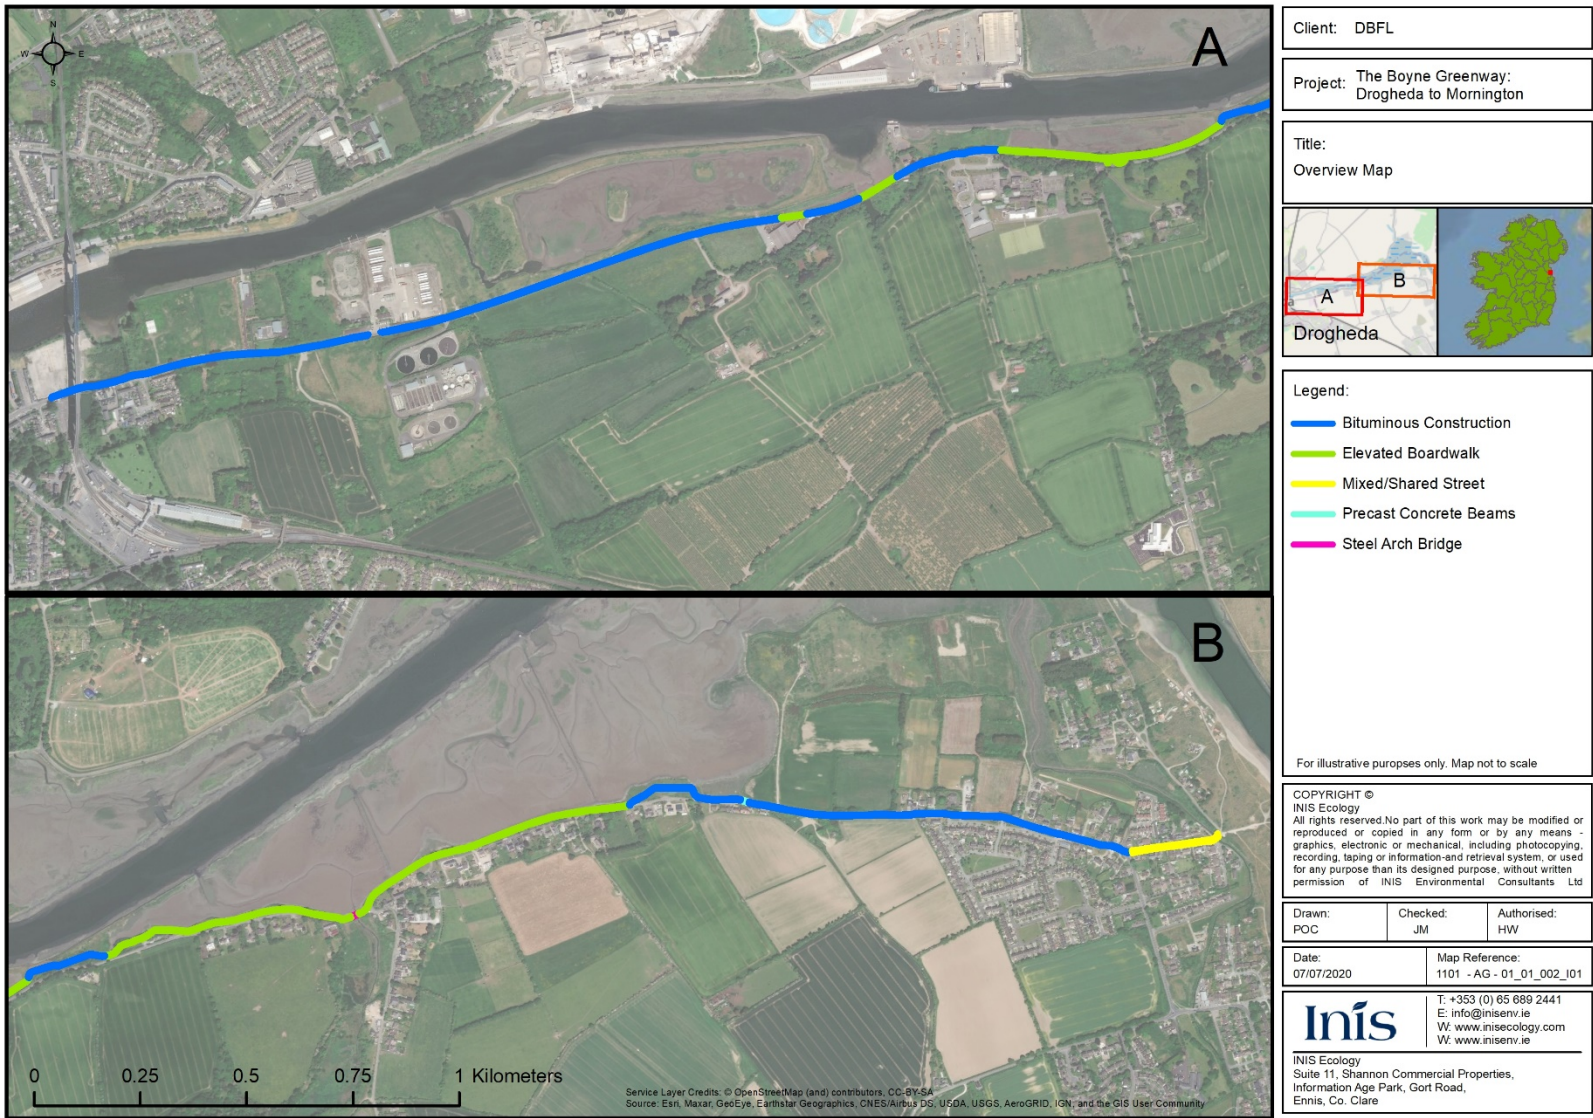 N
W
E
S
A
B
0
0.25
0.5
0.75
1 Kilometers
Service Layer Credits: © OpenStreetMap (and) contributors, CC-BY-SA
Source: Esri, Maxar, GeoEye, Earthstar Geographics, CNES/Airbus DS, USDA, USGS, AeroGRID, IGN, and the GIS User Community
Client: DBFL
Project: The Boyne Greenway:
Drogheda to Mornington
Title:
Overview Map
A
B
Drogheda
Legend:
Bituminous Construction
Elevated Boardwalk
Mixed/Shared Street
Precast Concrete Beams
Steel Arch Bridge
For illustrative puropses only. Map not to scale
COPYRIGHT ©
INIS Ecology
All rights reserved.No part of this work may be modified or
reproduced or copied in any form or by any means -
graphics, electronic or mechanical, including photocopying,
recording, taping or information-and retrieval system, or used
for any purpose than its designed purpose, without written
permission of INIS Environmental Consultants Ltd
Drawn:
POC
Checked:
JM
Authorised:
HW
Date:
07/07/2020
Map Reference:
1101 - AG - 01_01_002_I01
Inis
T: +353 (0) 65 689 2441
E: info@inisenv.ie
W: www.inisecology.com
W: www.inisenv.ie
INIS Ecology
Suite 11, Shannon Commercial Properties,
Information Age Park, Gort Road,
Ennis, Co. Clare